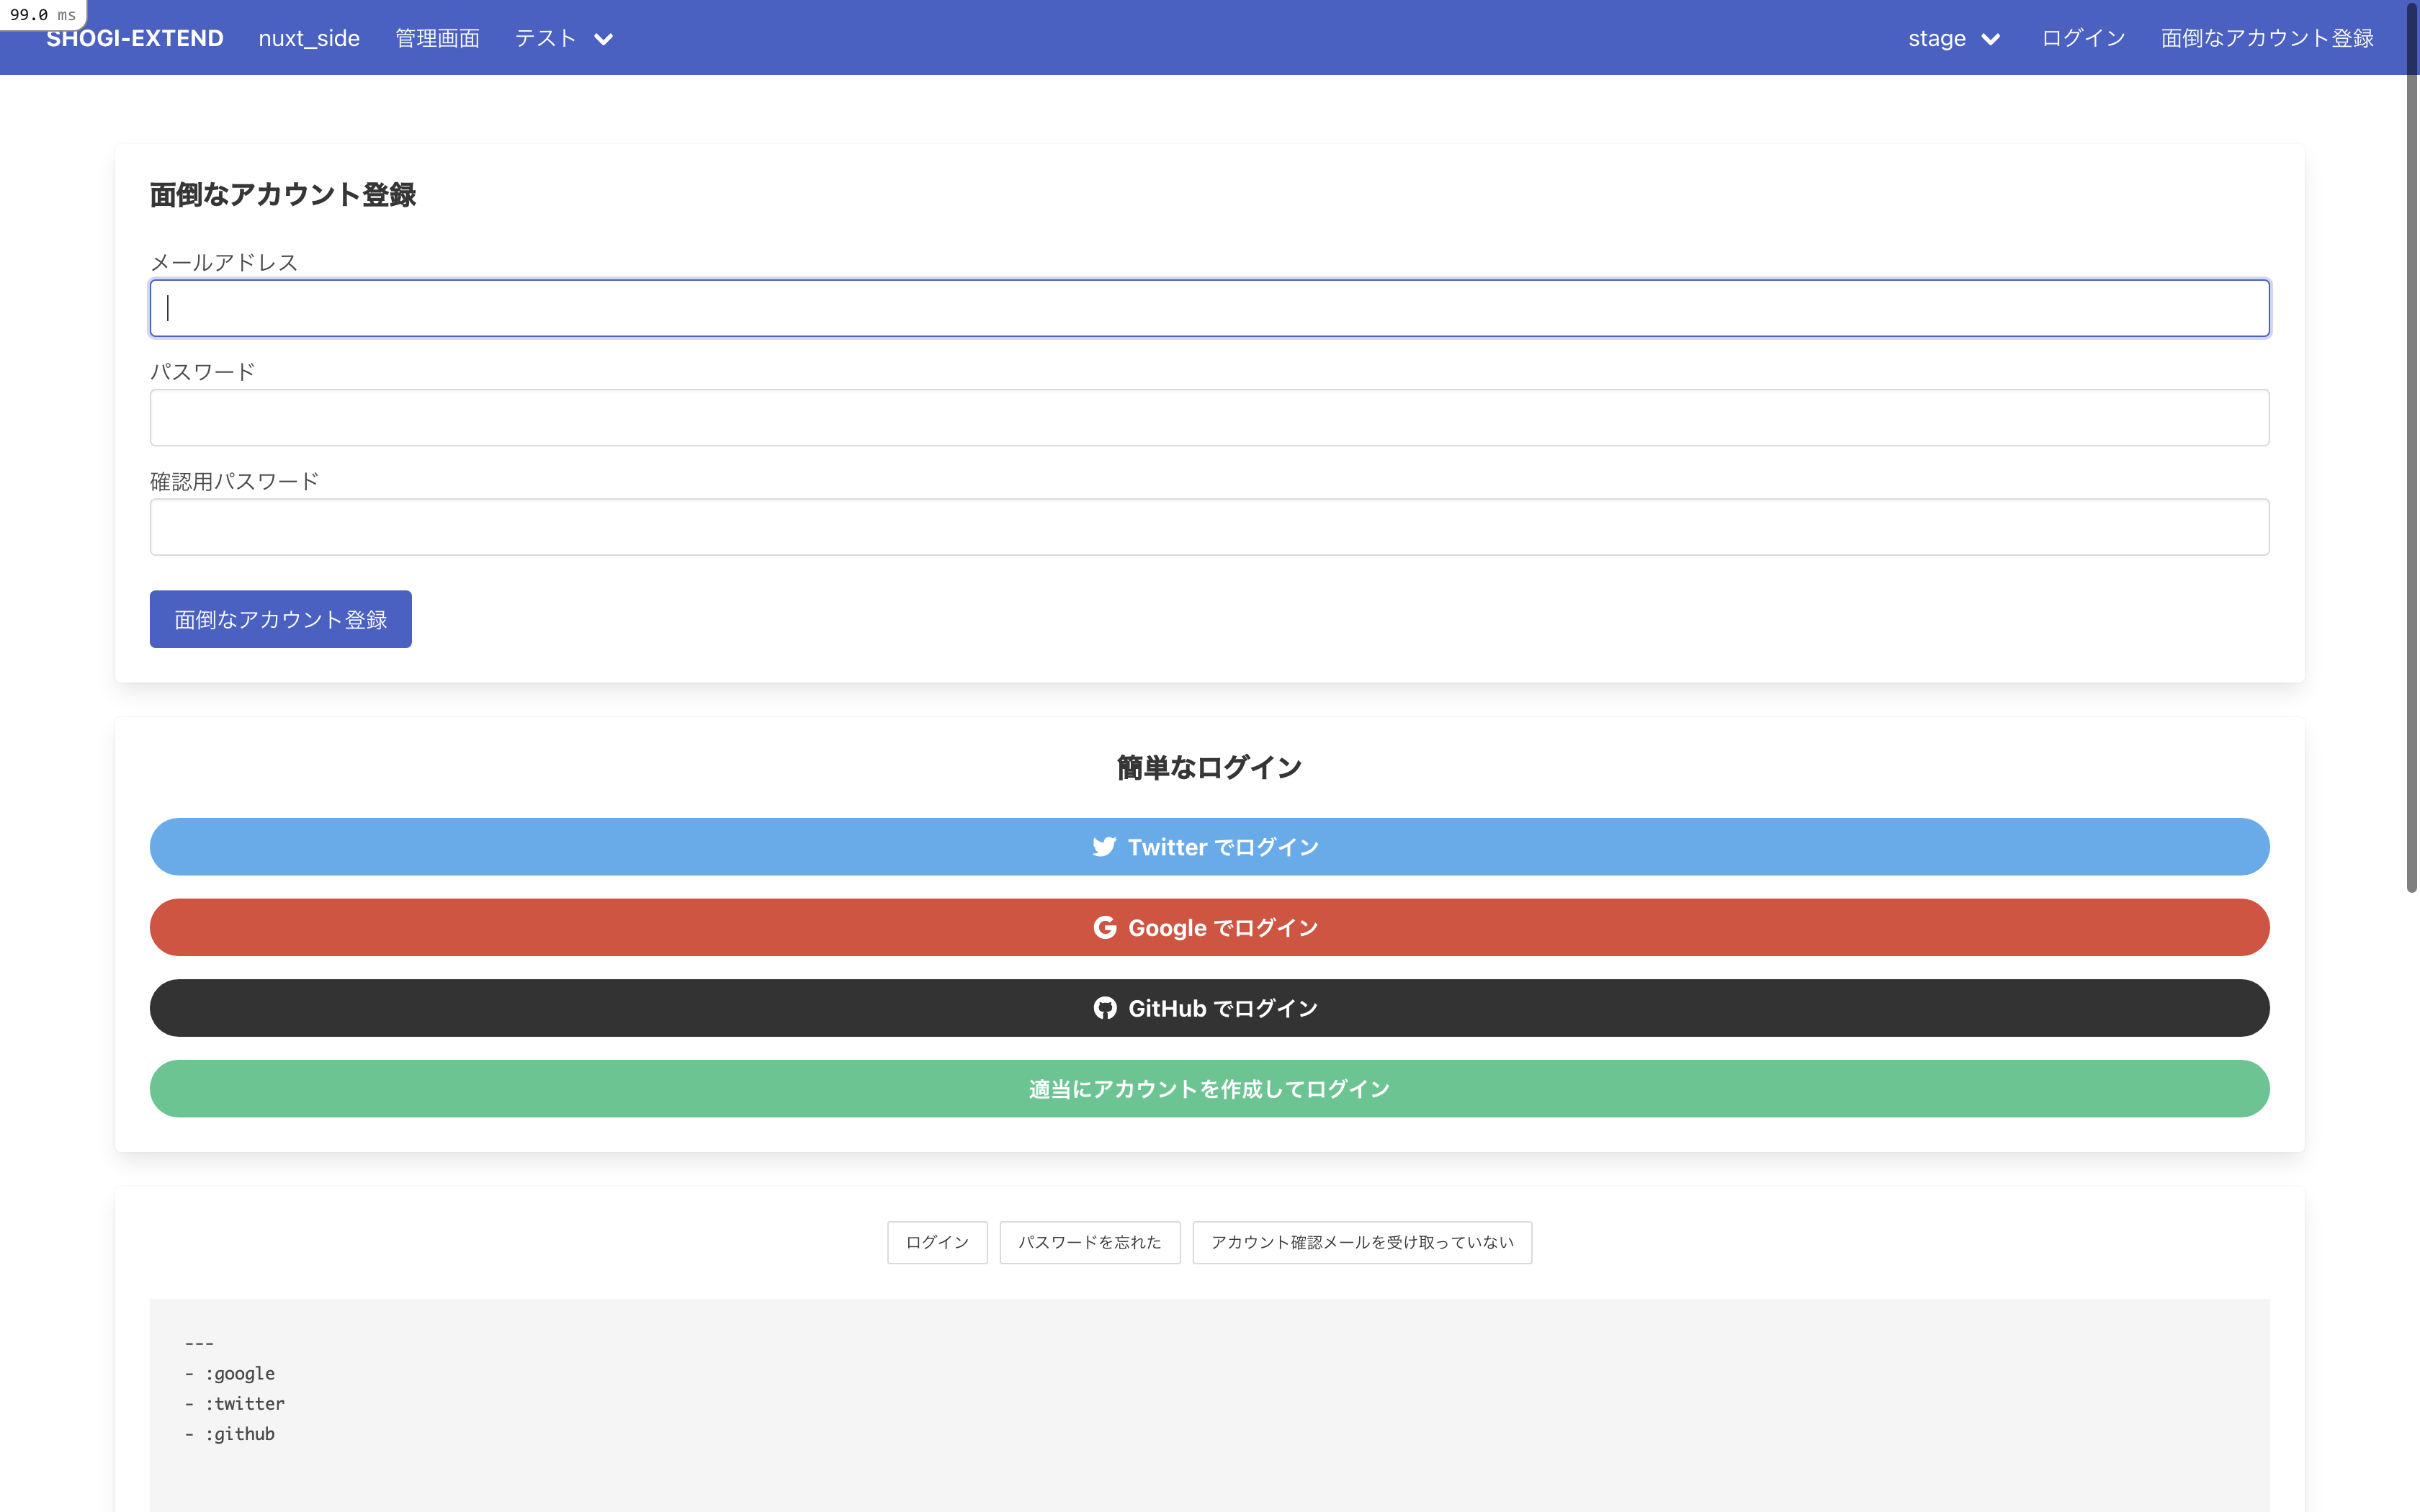 99.0 ms
SHOGI-EXTEND nuxt_side 管理画面 テスト stage ログイン 面倒なアカウント登録
面倒なアカウント登録
メールアドレス
パスワード
確認用パスワード
面倒なアカウント登録
簡単なログイン
Twitter でログイン
Google でログイン
GitHub でログイン
適当にアカウントを作成してログイン
ログイン パスワードを忘れた アカウント確認メールを受け取っていない
---
- :google
- :twitter
- :github